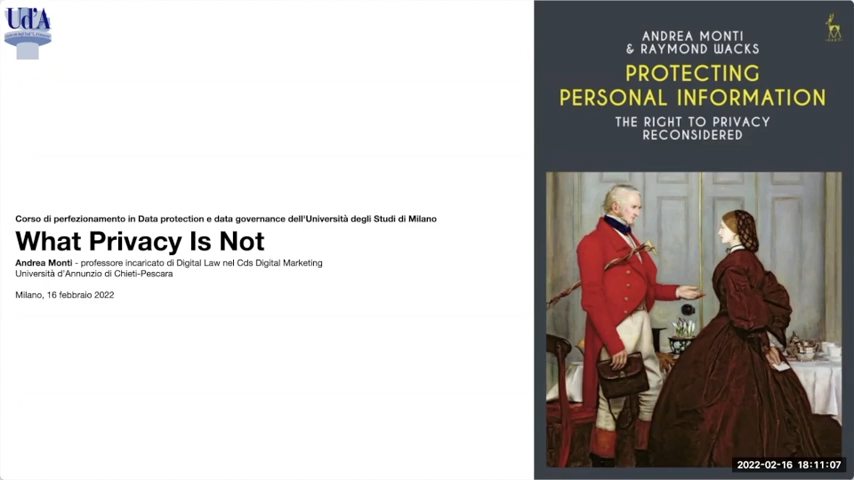 Ud'A
Corso di perfezionamento in Data protection e data governance dell'Università degli Studi di Milano
What Privacy Is Not
Andrea Monti - professore incaricato di Digital Law nel Cds Digital Marketing
Università d'Annunzio di Chieti-Pescara
Milano, 16 febbraio 2022
ANDREA MONTI
& RAYMOND WACKS
PROTECTING
PERSONAL INFORMATION
THE RIGHT TO PRIVACY
RECONSIDERED
2022-02-16 18:11:07